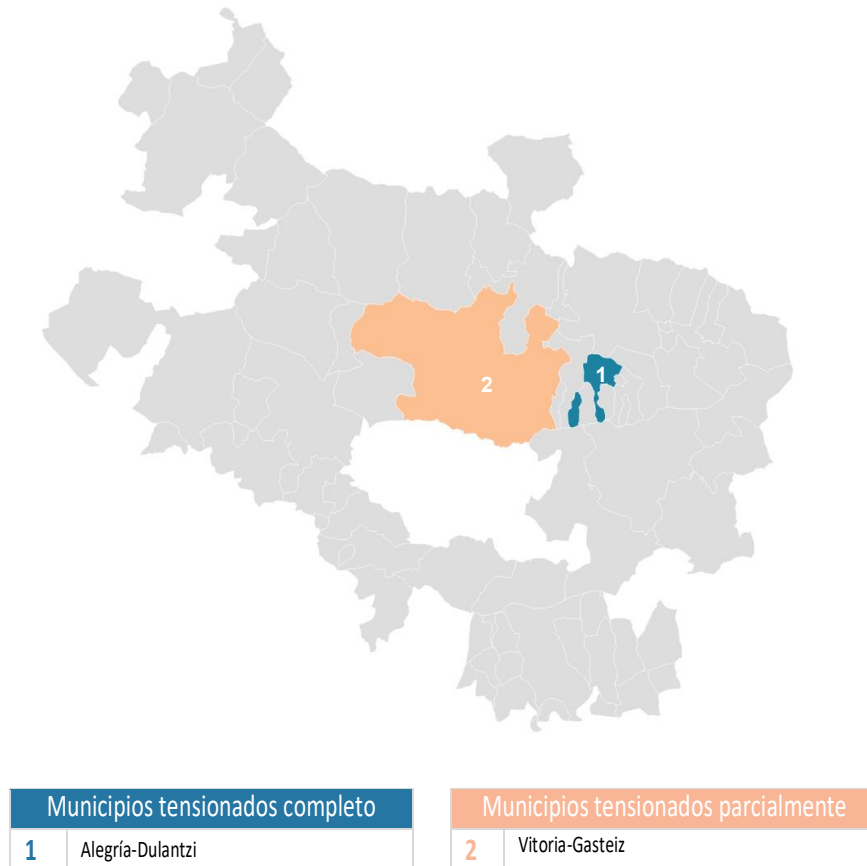 1
2
Municipios tensionados completo
1 Alegría-Dulantzi
Municipios tensionados parcialmente
2 Vitoria-Gasteiz